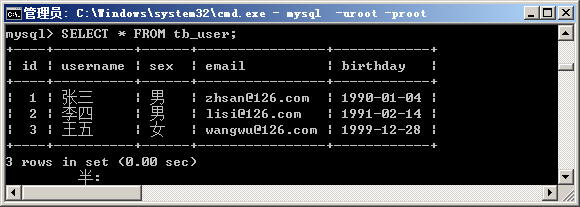 管理员: C:\Windows\system32\cmd.exe - mysql  -uroot -proot
mysql> SELECT * FROM tb_user;
+----+----------+------+----------------+------------+
| id | username | sex  | email          | birthday   |
+----+----------+------+----------------+------------+
|  1 | 张三     | 男   | zhsan@126.com  | 1990-01-04 |
|  2 | 李四     | 男   | lisi@126.com   | 1991-02-14 |
|  3 | 王五     | 女   | wangwu@126.com | 1999-12-28 |
+----+----------+------+----------------+------------+
3 rows in set (0.00 sec)
半: